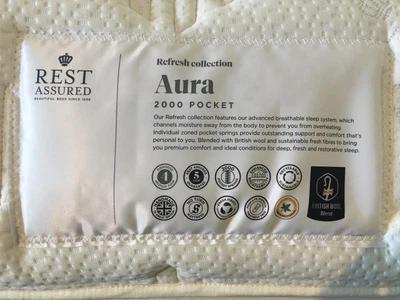 REST
ASSURED
BEAUTIFUL BEDS SINCE 1898
Refresh collection
Aura
2000 POCKET
Our Refresh collection features our advanced breathable sleep system, which
channels moisture away from the body to prevent you from overheating.
Individual zoned pocket springs provide outstanding support and comfort that's
personal to you. Blended with British wool and sustainable fresh fibres to bring
you premium comfort and ideal conditions for deep, fresh and restorative sleep.
BRITISH WOOL
Blend